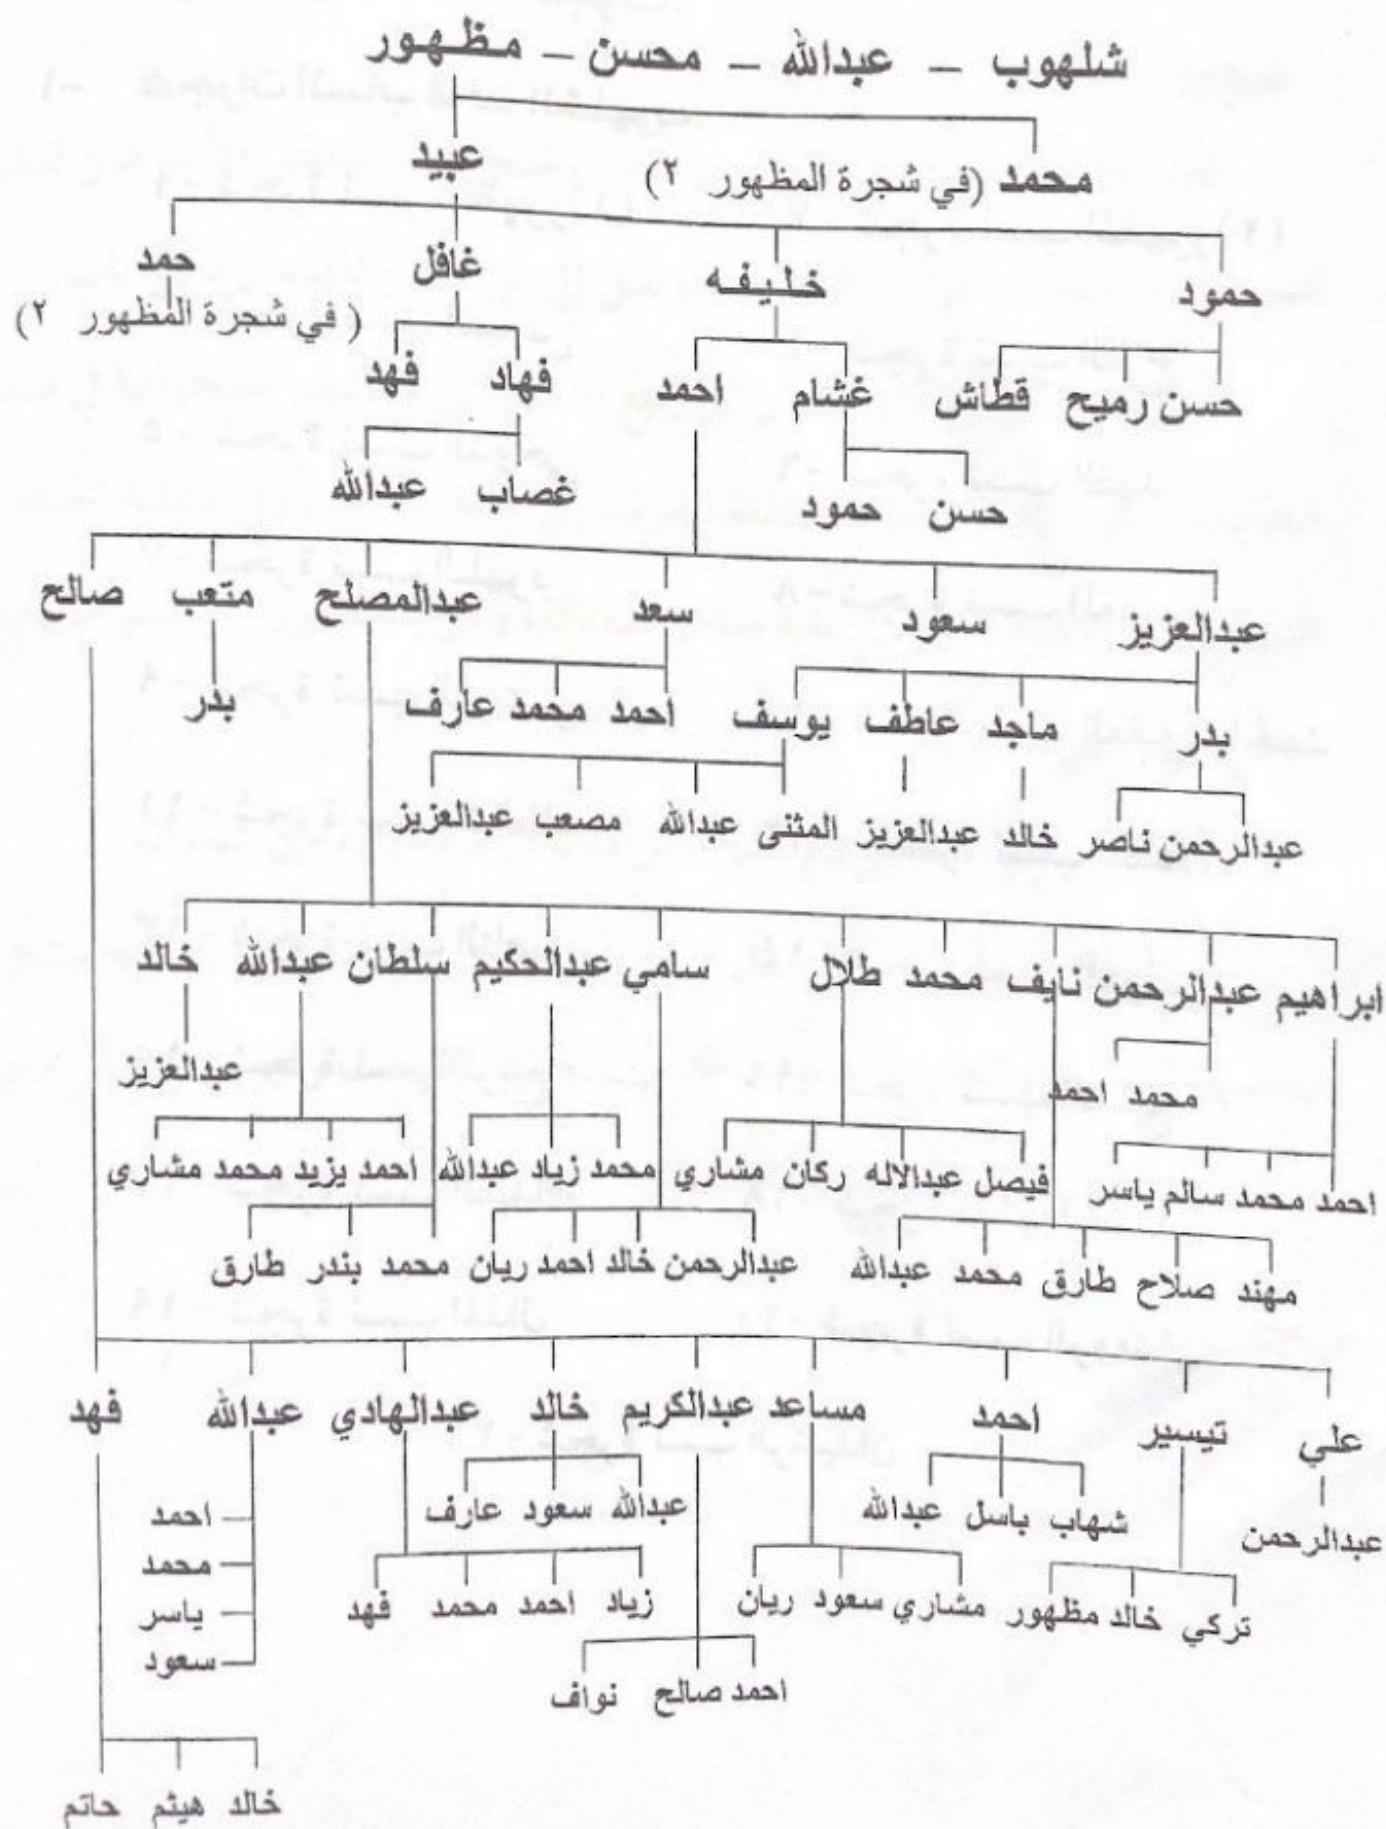 شلهوب – عبدالله – محسن – مظهور
محمد (في شجرة المظهور ٢) عبيد
حمود خليفه غافل حمد
(في شجرة المظهور ٢)
حسن رميح قطاش غشام احمد فهاد فهد
حسن حمود غصاب عبدالله
عبدالعزيز سعود سعد عبدالمصلح متعب صالح
بدر ماجد عاطف يوسف احمد محمد عارف بدر
عبدالرحمن ناصر خالد عبدالعزيز المثنى عبدالله مصعب عبدالعزيز
ابراهيم عبدالرحمن نايف محمد طلال سامي عبدالحكيم سلطان عبدالله خالد
محمد احمد عبدالعزيز
احمد محمد سالم ياسر فيصل عبدالاله ركان مشاري محمد زياد عبدالله احمد يزيد محمد مشاري
مهند صلاح طارق محمد عبدالله عبدالرحمن خالد احمد ريان محمد بندر طارق
علي تيسير احمد مساعد عبدالكريم خالد عبدالهادي عبدالله فهد
عبدالرحمن شهاب باسل عبدالله عبدالله سعود عارف احمد
محمد
تركي خالد مظهور مشاري سعود ريان زياد احمد محمد فهد ياسر
سعود
احمد صالح نواف
خالد هيثم حاتم